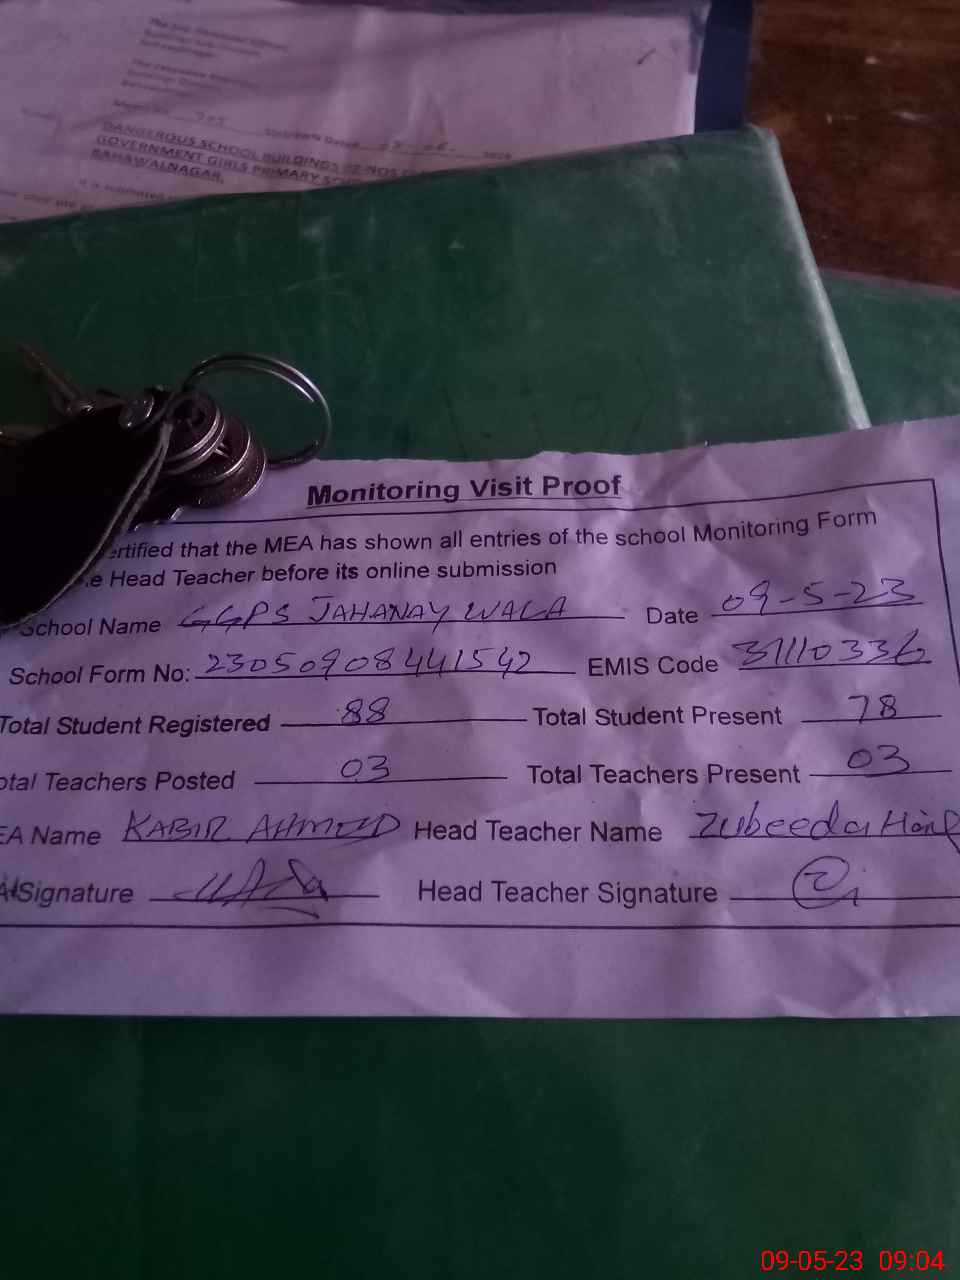 DANGEROUS SCHOOL BUILDINGS
GOVERNMENT GIRLS PRIMARY
BAHAWALNAGAR.
Monitoring Visit Proof
ertified that the MEA has shown all entries of the school Monitoring Form
e Head Teacher before its online submission
School Name GGPS JAHANAY WALA Date 09-5-23
School Form No: 23050908441542 EMIS Code 31110336
Total Student Registered 88 Total Student Present 78
otal Teachers Posted 03 Total Teachers Present 03
EA Name KABIR AHMED Head Teacher Name Zubeeda
Signature Head Teacher Signature
09-05-23 09:04